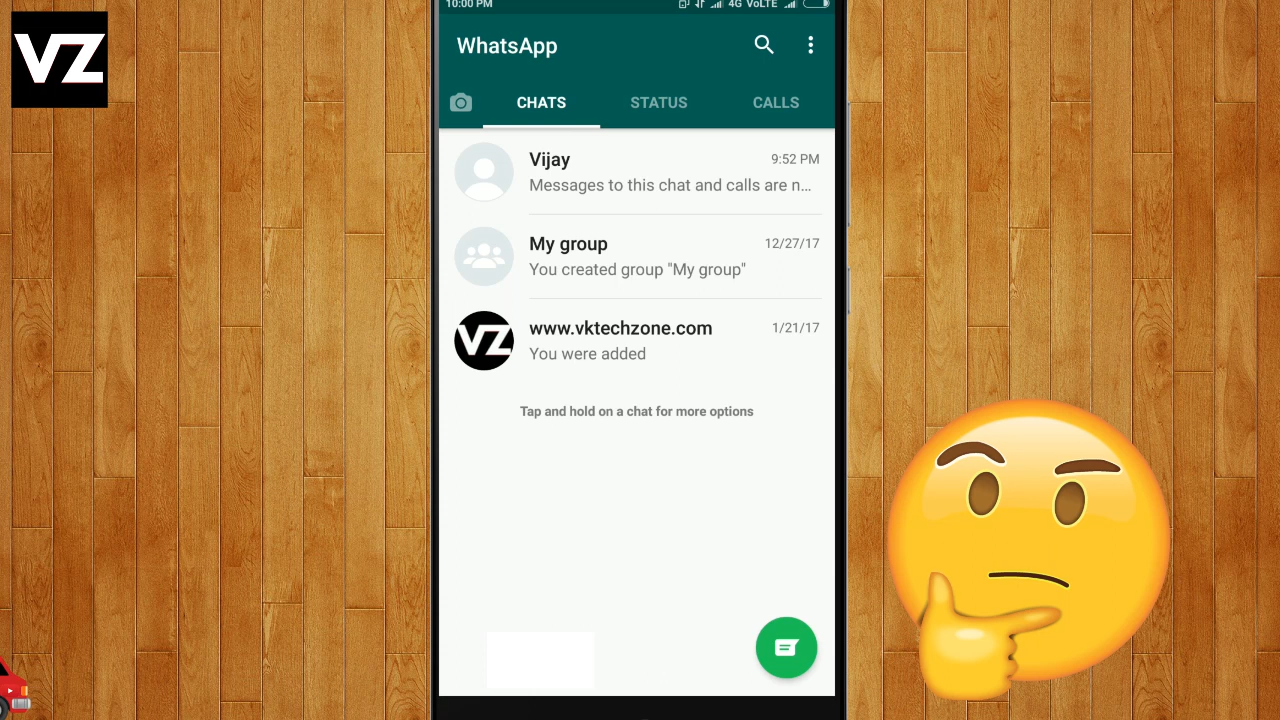 VZ
10:00 PM 4G VoLTE
WhatsApp
CHATS STATUS CALLS
Vijay 9:52 PM
Messages to this chat and calls are n...
My group 12/27/17
You created group "My group"
VZ www.vktechzone.com 1/21/17
You were added
Tap and hold on a chat for more options